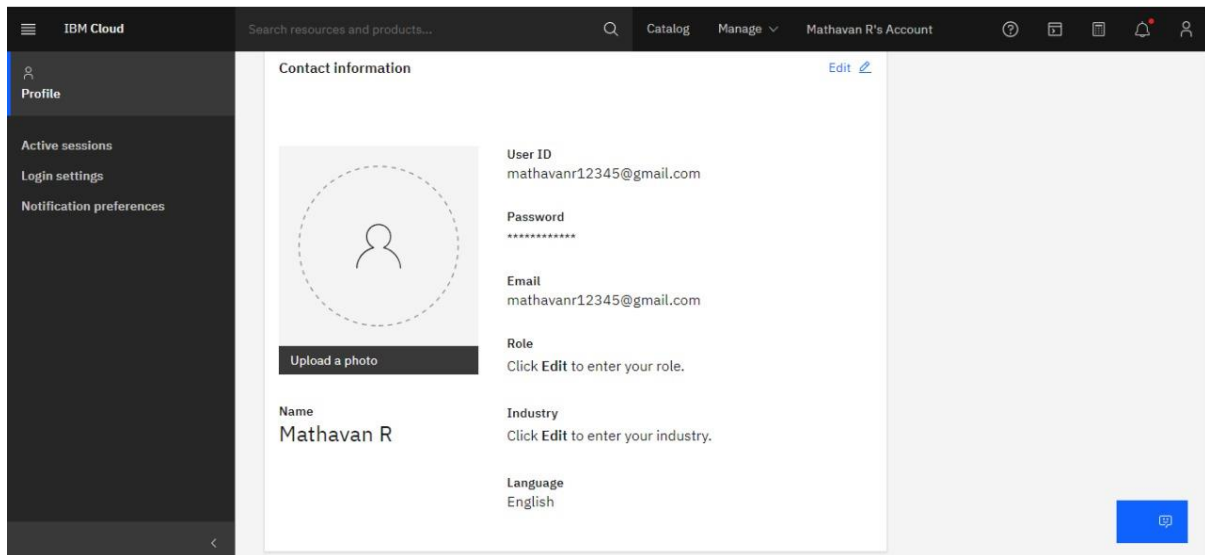 IBM Cloud
Search resources and products...
Catalog
Manage
Mathavan R's Account
Profile
Active sessions
Login settings
Notification preferences
Contact information
Edit
Upload a photo
Name
Mathavan R
User ID
mathavanr12345@gmail.com
Password
************
Email
mathavanr12345@gmail.com
Role
Click Edit to enter your role.
Industry
Click Edit to enter your industry.
Language
English